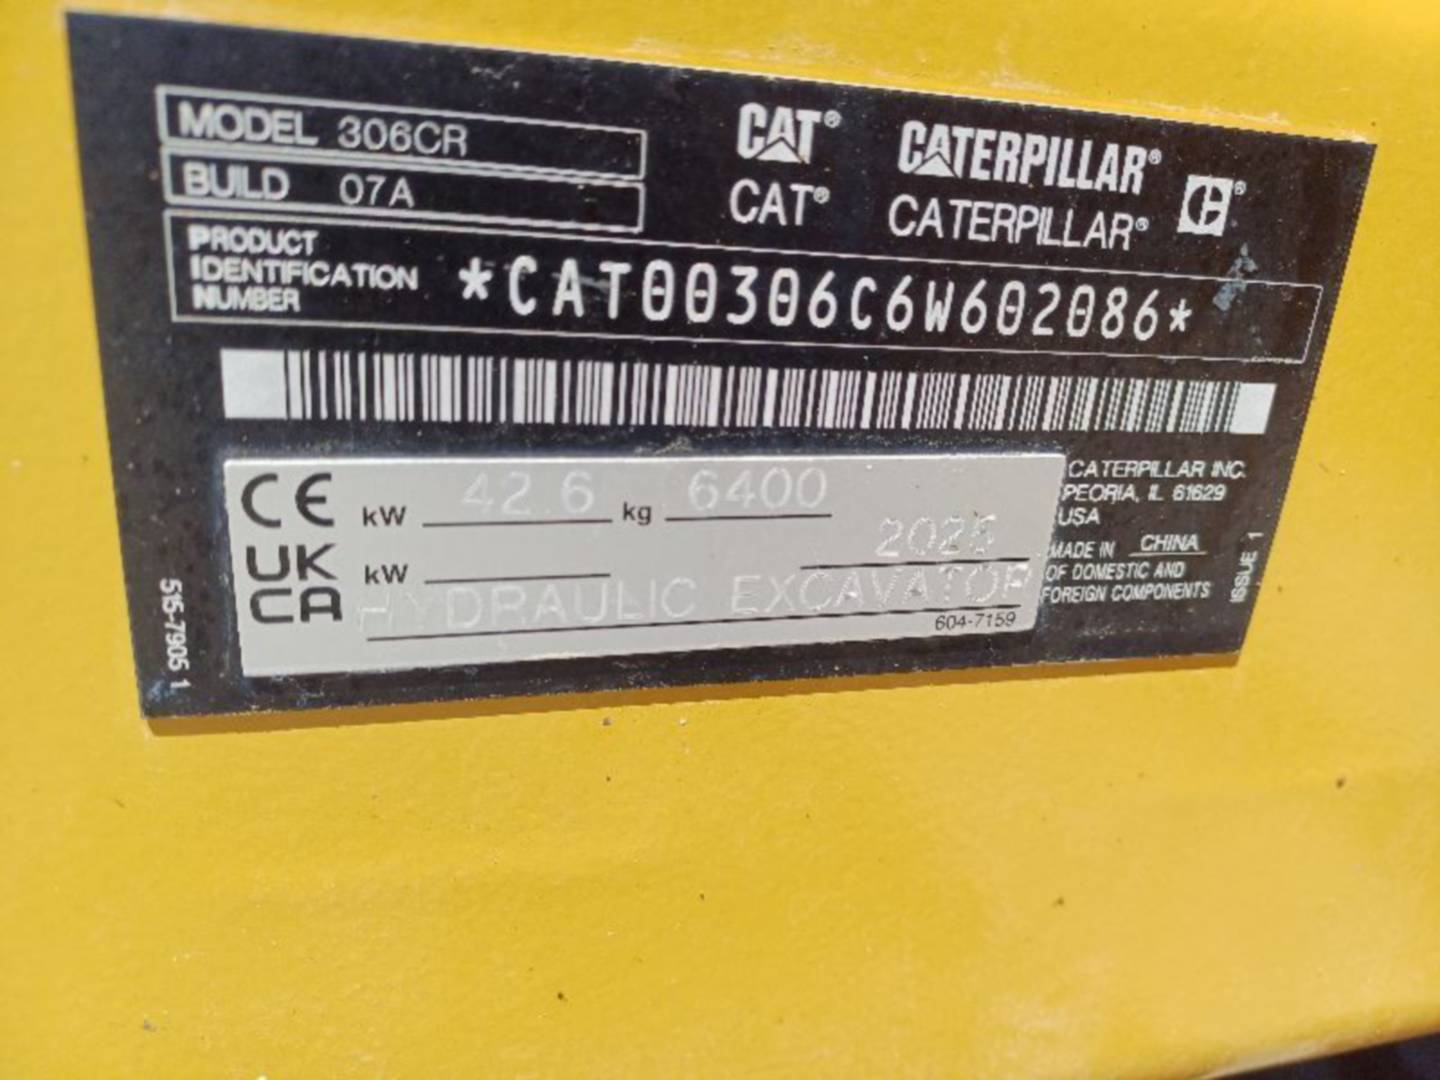 MODEL 306CR
BUILD 07A
PRODUCT IDENTIFICATION NUMBER *CAT00306C6W602086*
CAT® CATERPILLAR®
CAT® CATERPILLAR® C®
CE kW 42.6 kg 6400
2025
UK CA kW
HYDRAULIC EXCAVATOR
604-7159
CATERPILLAR INC.
PEORIA, IL 61629
USA
MADE IN CHINA
OF DOMESTIC AND
FOREIGN COMPONENTS
ISSUE 1
515-7905 1